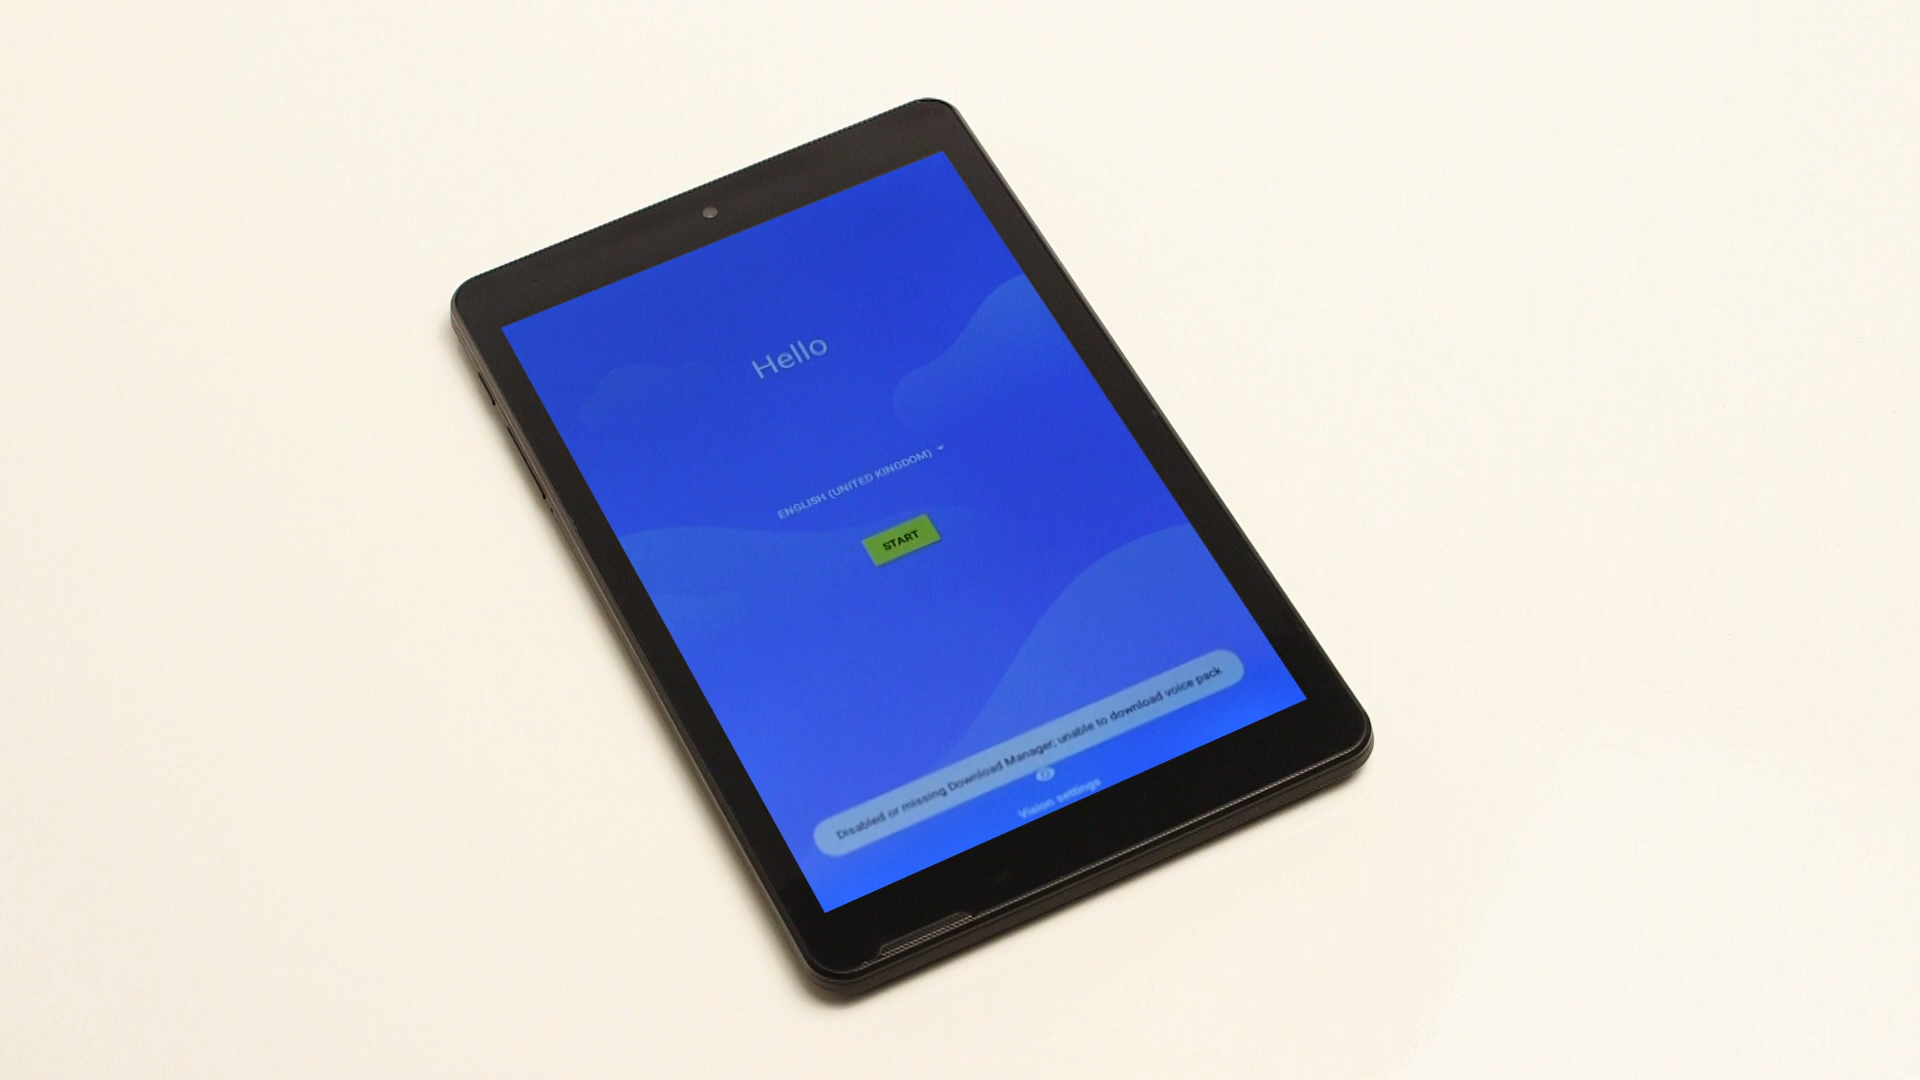 Hello
ENGLISH (UNITED KINGDOM)
START
Disabled or missing Download Manager; unable to download voice pack
Vision settings